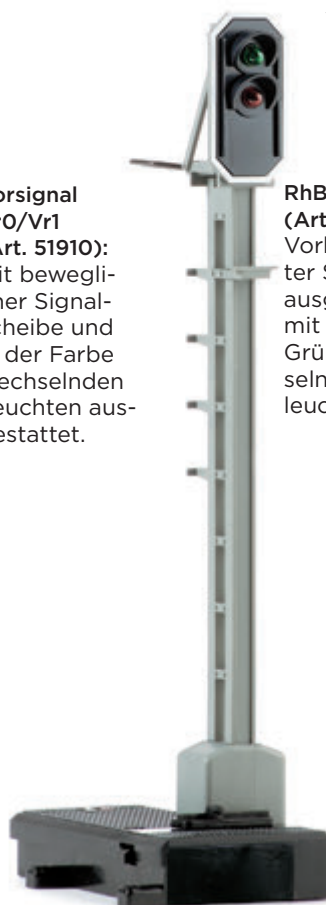 orsignal
r0/Vr1
Art. 51910):
it bewegli-
her Signal-
cheibe und
der Farbe
echselnden
euchten aus-
estattet.
RhB
(Art
Vorl
ter S
ausg
mit
Grü
seln
leuc